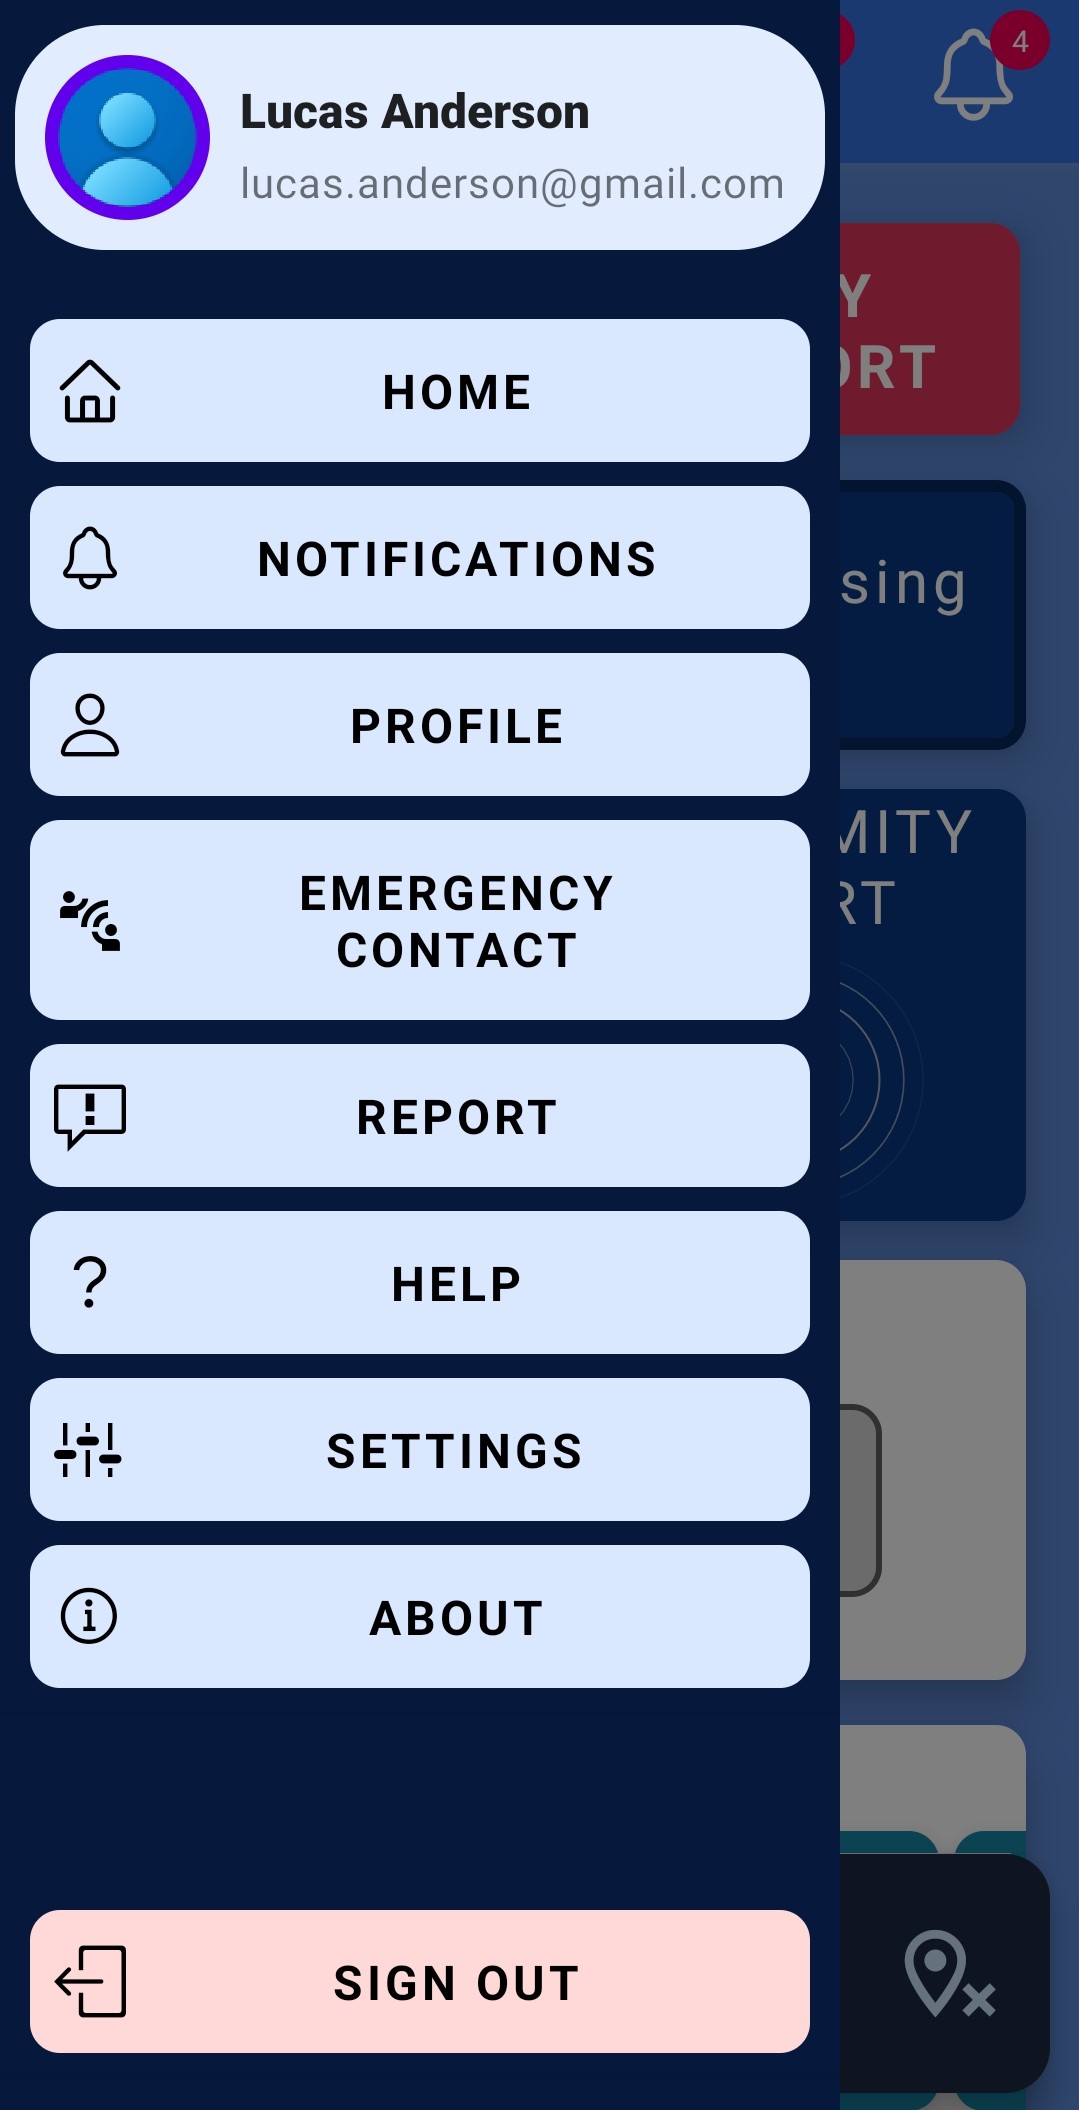 Lucas Anderson
lucas.anderson@gmail.com
4
HOME
NOTIFICATIONS
PROFILE
EMERGENCY
CONTACT
REPORT
HELP
SETTINGS
ABOUT
SIGN OUT
Y
ORT
sing
MITY
RT